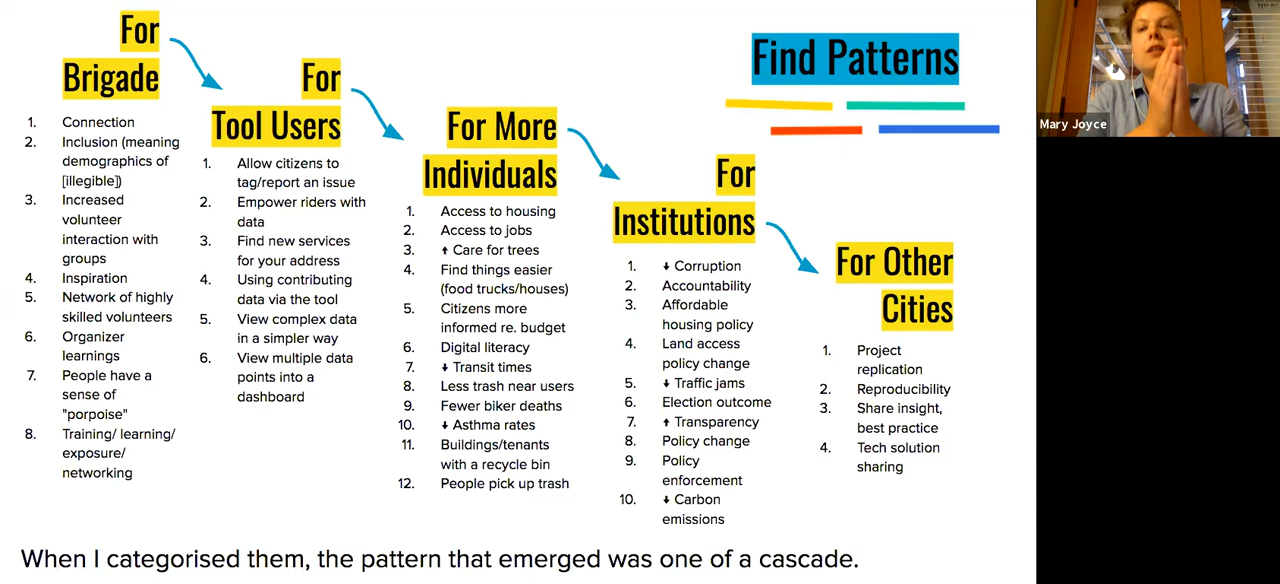 For
Brigade
1. Connection
2. Inclusion (meaning
demographics of
[illegible])
3. Increased
volunteer
interaction with
groups
4. Inspiration
5. Network of highly
skilled volunteers
6. Organizer
learnings
7. People have a
sense of
"porpoise"
8. Training/ learning/
exposure/
networking
For
Tool Users
1. Allow citizens to
tag/report an issue
2. Empower riders with
data
3. Find new services
for your address
4. Using contributing
data via the tool
5. View complex data
in a simpler way
6. View multiple data
points into a
dashboard
For More
Individuals
1. Access to housing
2. Access to jobs
3. ↑ Care for trees
4. Find things easier
(food trucks/houses)
5. Citizens more
informed re. budget
6. Digital literacy
7. ↓ Transit times
8. Less trash near users
9. Fewer biker deaths
10. ↓ Asthma rates
11. Buildings/tenants
with a recycle bin
12. People pick up trash
For
Institutions
1. ↓ Corruption
2. Accountability
3. Affordable
housing policy
4. Land access
policy change
5. ↓ Traffic jams
6. Election outcome
7. ↑ Transparency
8. Policy change
9. Policy
enforcement
10. ↓ Carbon
emissions
For Other
Cities
1. Project
replication
2. Reproducibility
3. Share insight,
best practice
4. Tech solution
sharing
Find Patterns
Mary Joyce
When I categorised them, the pattern that emerged was one of a cascade.